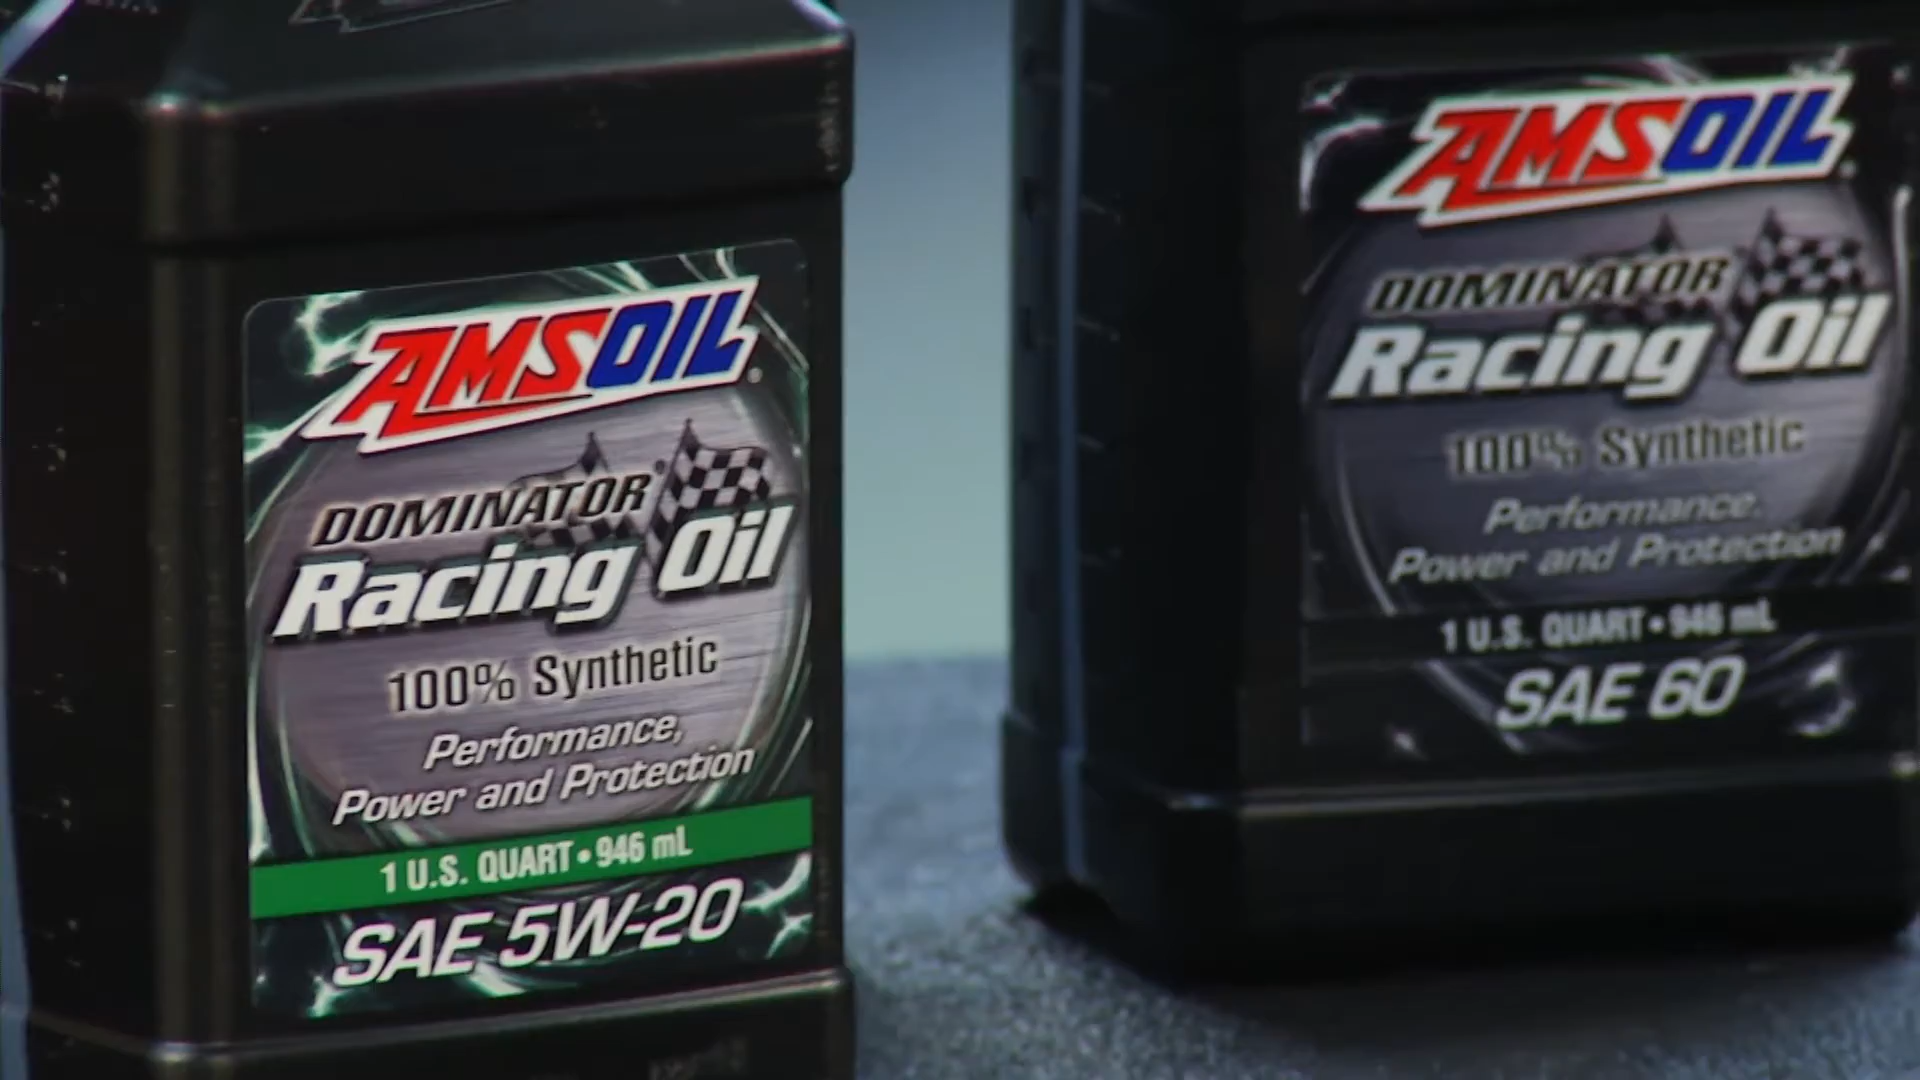 AMSOIL
DOMINATOR®
Racing Oil
100% Synthetic
Performance,
Power and Protection
1 U.S. QUART • 946 mL
SAE 5W-20
AMSOIL
DOMINATOR
Racing Oil
100% Synthetic
Performance,
Power and Protection
1 U.S. QUART • 946 mL
SAE 60